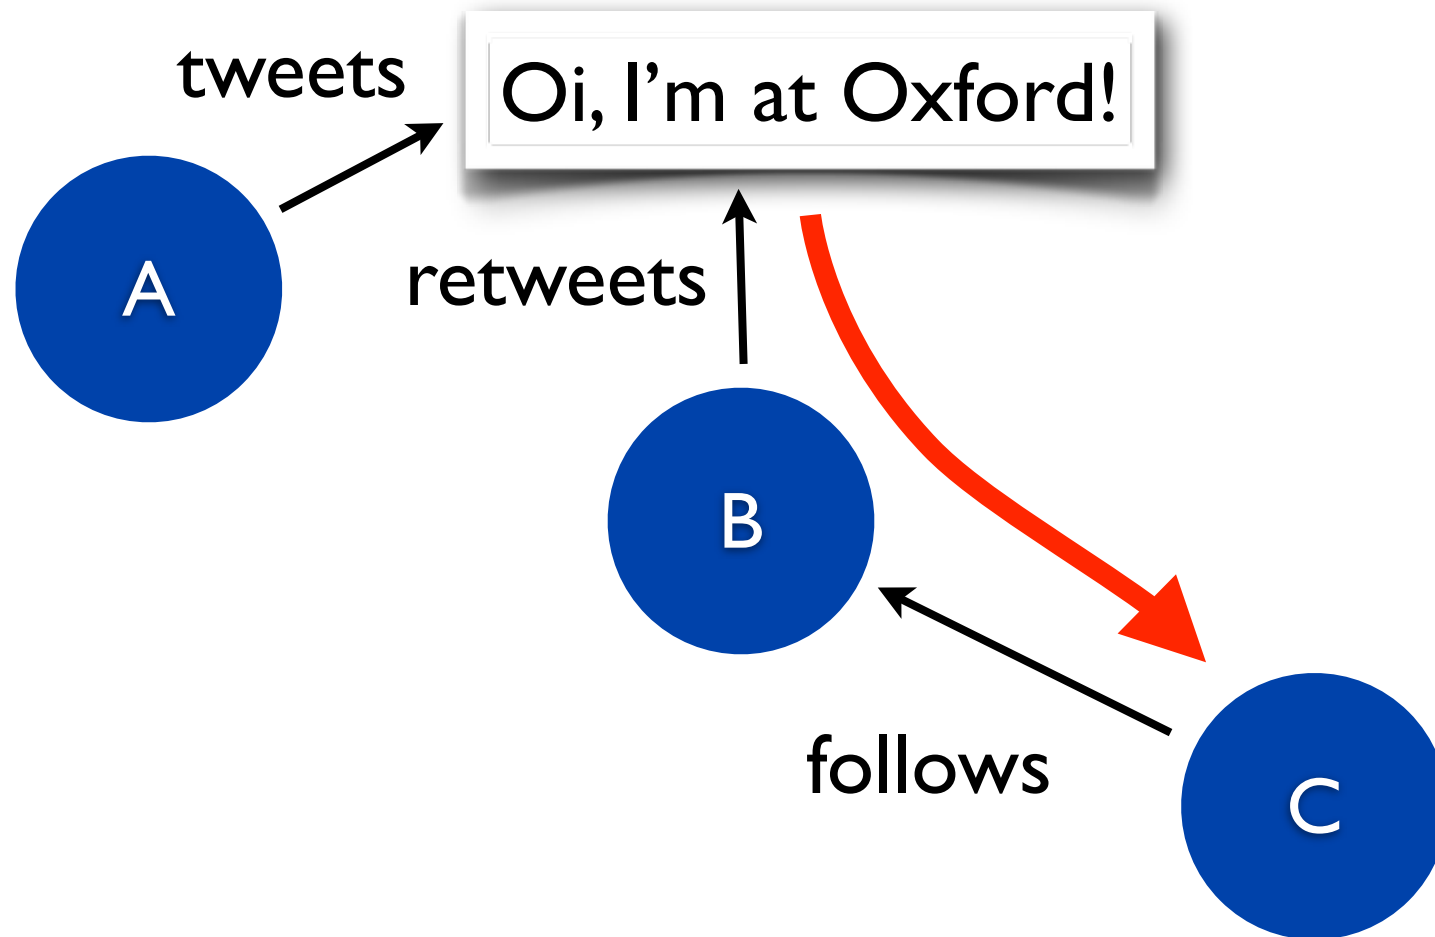 tweets
Oi, I'm at Oxford!
A
retweets
B
follows
C